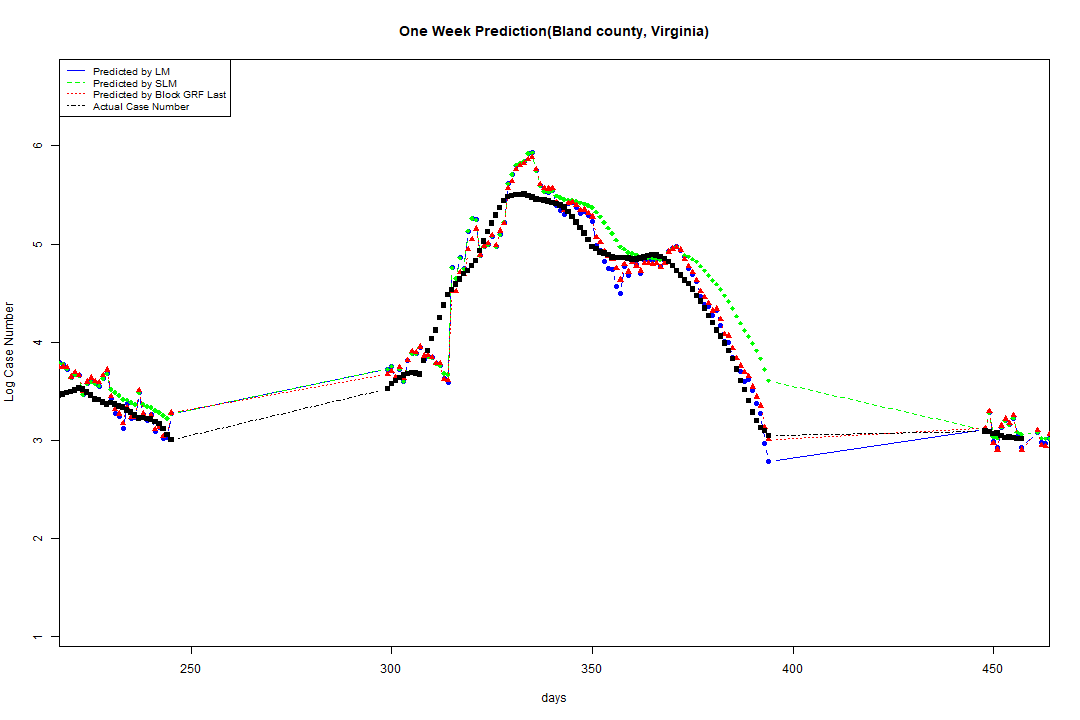 One Week Prediction(Bland county, Virginia)
Predicted by LM
Predicted by SLM
Predicted by Block GRF Last
Actual Case Number
Log Case Number
6
5
4
3
2
1
250
300
350
400
450
days